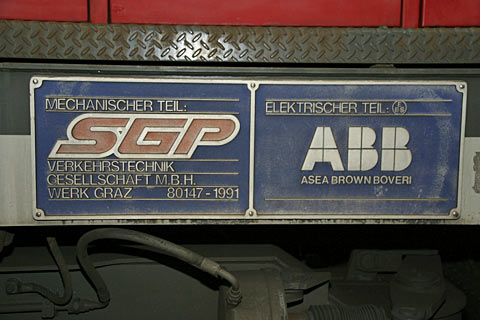 MECHANISCHER TEIL:
SGP
VERKEHRSTECHNIK
GESELLSCHAFT M.B.H.
WERK GRAZ 80147-1991
ELEKTRISCHER TEIL:
ABB
ASEA BROWN BOVERI